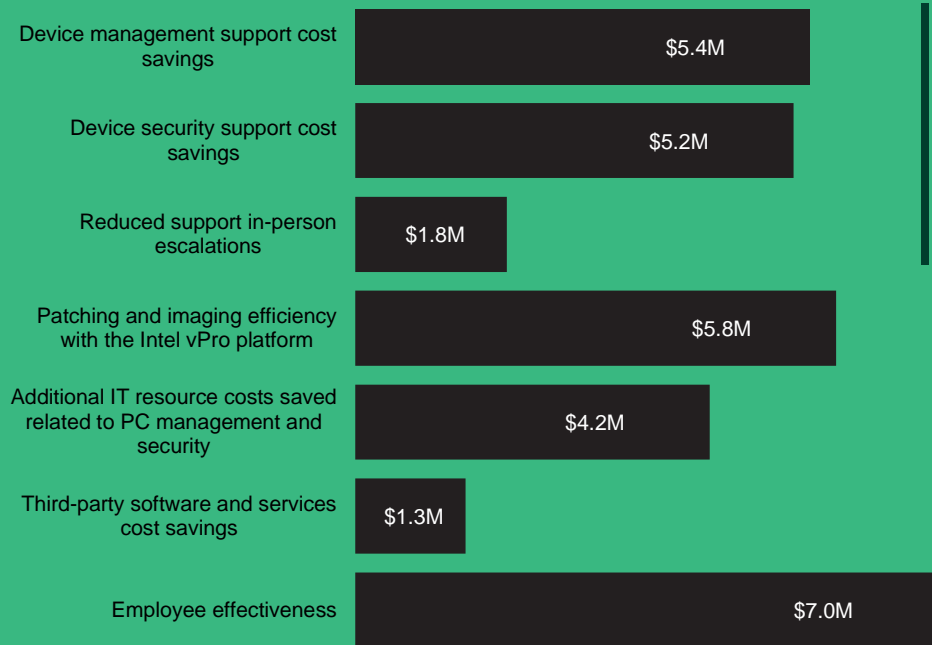 Device management support cost
savings
$5.4M
Device security support cost
savings
$5.2M
Reduced support in-person
escalations
$1.8M
Patching and imaging efficiency
with the Intel vPro platform
$5.8M
Additional IT resource costs saved
related to PC management and
security
$4.2M
Third-party software and services
cost savings
$1.3M
Employee effectiveness
$7.0M